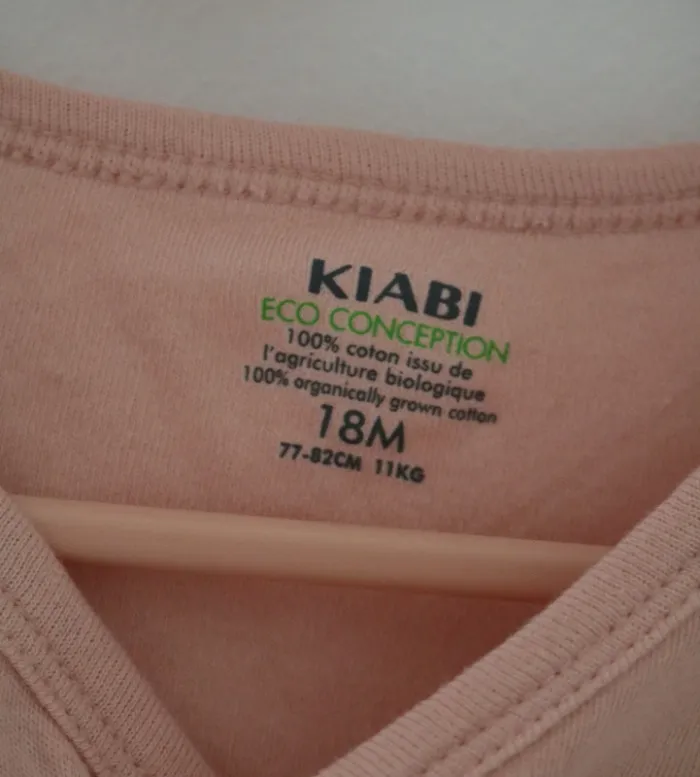 KIABI
ECO CONCEPTION
100% coton issu de
l'agriculture biologique
100% organically grown cotton
18M
77-82CM 11KG